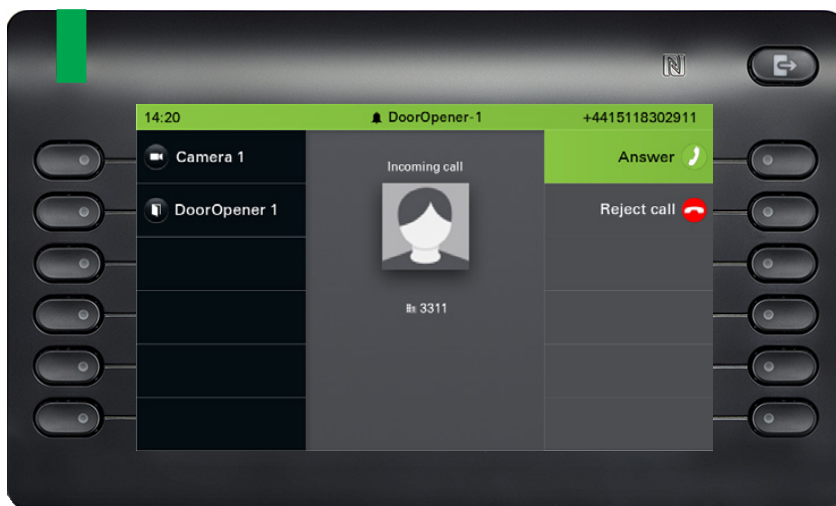 14:20 DoorOpener-1 +4415118302911
Camera 1
Incoming call
Answer
DoorOpener 1
Reject call
3311